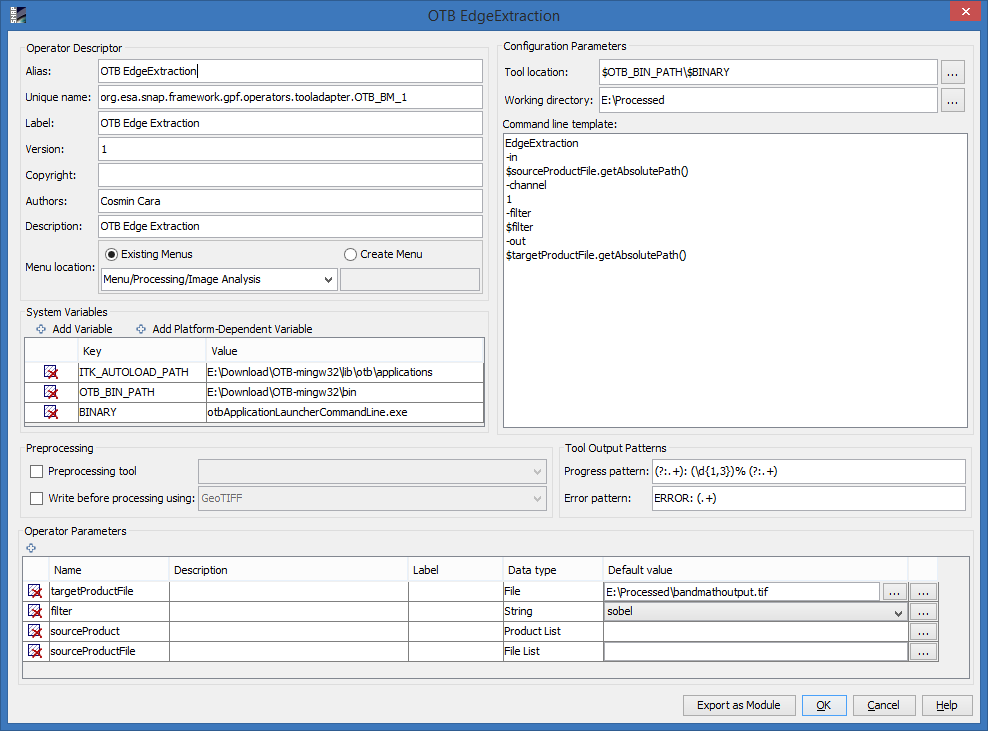 SNAP
OTB EdgeExtraction
Operator Descriptor
Alias: OTB EdgeExtraction
Unique name: org.esa.snap.framework.gpf.operators.tooladapter.OTB_BM_1
Label: OTB Edge Extraction
Version: 1
Copyright:
Authors: Cosmin Cara
Description: OTB Edge Extraction
Menu location: Existing Menus Create Menu
Menu/Processing/Image Analysis
System Variables
Add Variable Add Platform-Dependent Variable
Key Value
ITK_AUTOLOAD_PATH E:\Download\OTB-mingw32\lib\otb\applications
OTB_BIN_PATH E:\Download\OTB-mingw32\bin
BINARY otbApplicationLauncherCommandLine.exe
Configuration Parameters
Tool location: $OTB_BIN_PATH\$BINARY ...
Working directory: E:\Processed ...
Command line template:
EdgeExtraction
-in
$sourceProductFile.getAbsolutePath()
-channel
1
-filter
$filter
-out
$targetProductFile.getAbsolutePath()
Preprocessing
Preprocessing tool
Write before processing using: GeoTIFF
Tool Output Patterns
Progress pattern: (?:.+): (\d{1,3})% (?:.+)
Error pattern: ERROR: (.+)
Operator Parameters
Name Description Label Data type Default value
targetProductFile File E:\Processed\bandmathoutput.tif ... ...
filter String sobel ...
sourceProduct Product List ...
sourceProductFile File List ...
Export as Module OK Cancel Help